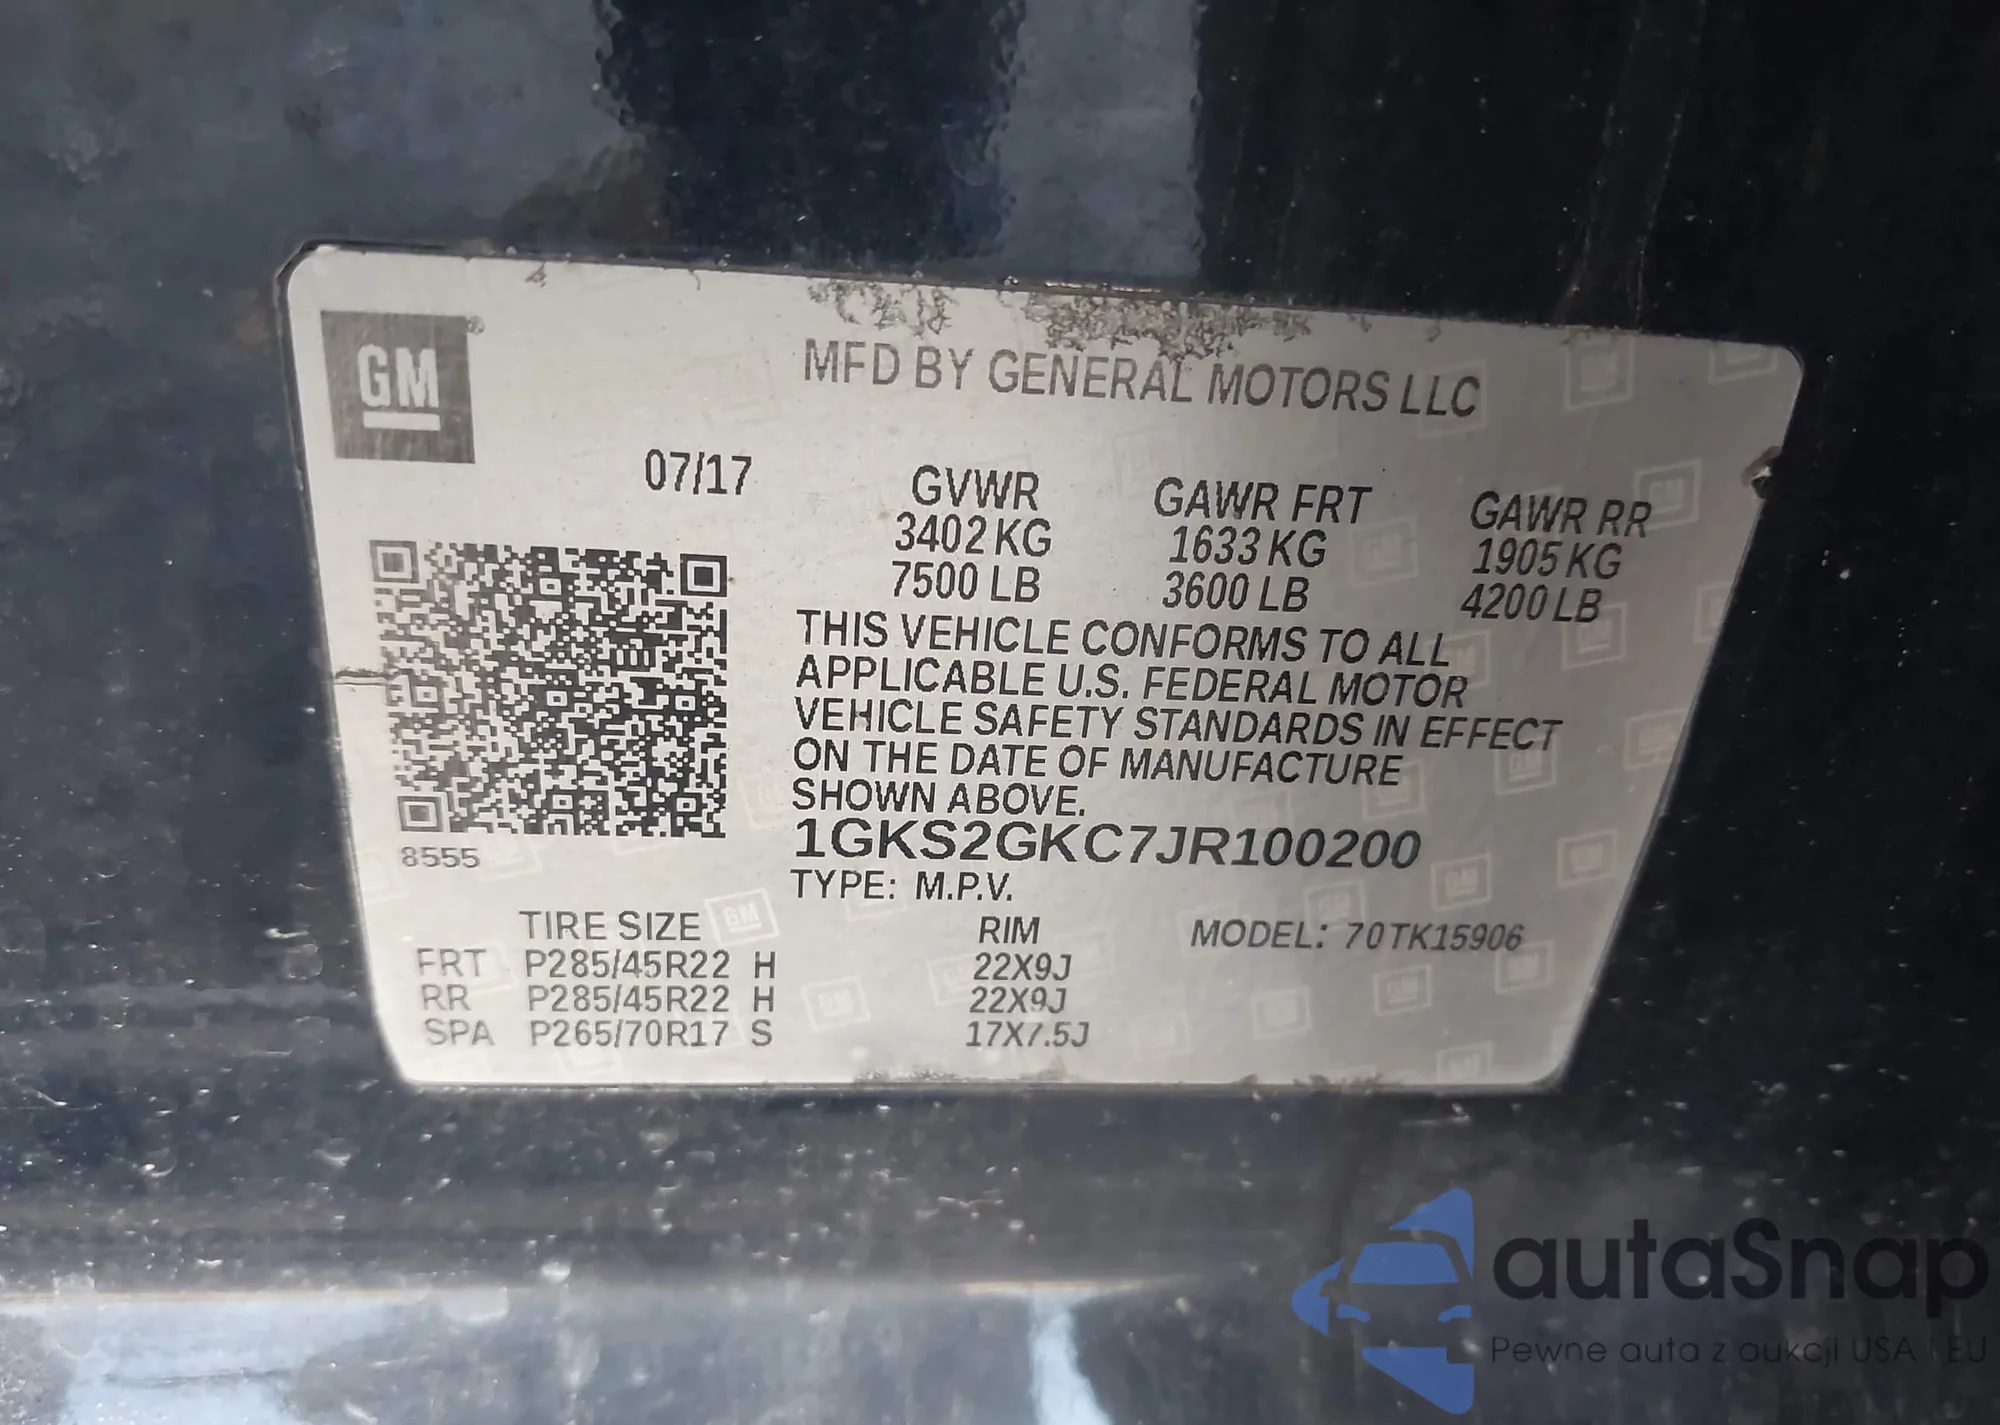 GM
MFD BY GENERAL MOTORS LLC
07/17
GVWR GAWR FRT GAWR RR
3402 KG 1633 KG 1905 KG
7500 LB 3600 LB 4200 LB
THIS VEHICLE CONFORMS TO ALL
APPLICABLE U.S. FEDERAL MOTOR
VEHICLE SAFETY STANDARDS IN EFFECT
ON THE DATE OF MANUFACTURE
SHOWN ABOVE.
8555
1GKS2GKC7JR100200
TYPE: M.P.V.
TIRE SIZE RIM MODEL: 70TK15906
FRT P285/45R22 H 22X9J
RR P285/45R22 H 22X9J
SPA P265/70R17 S 17X7.5J
autaSnap
Pewne auta z aukcji USA i EU